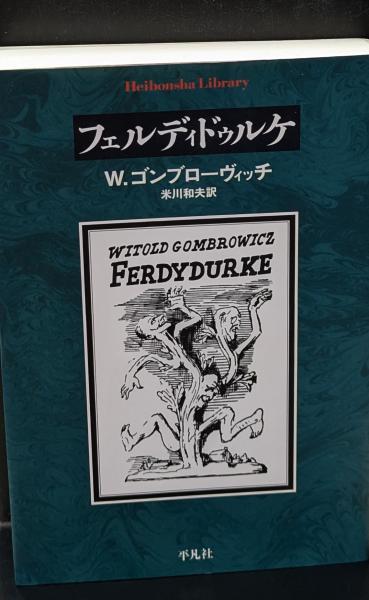 Heibonsha Library
フェルディドゥルケ
W.ゴンブローヴィッチ
米川和夫訳
WITOLD GOMBROWICZ
FERDYDURKE
平凡社